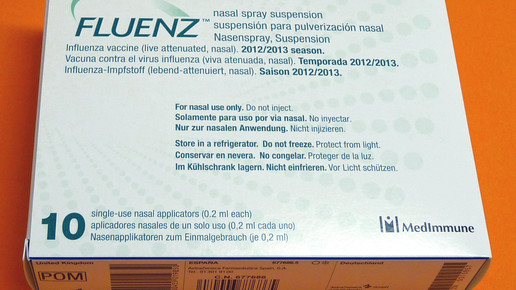 FLUENZ™
nasal spray suspension
suspensión para pulverización nasal
Nasenspray, Suspension
Influenza vaccine (live attenuated, nasal). 2012/2013 season.
Vacuna contra el virus influenza (viva atenuada, nasal). Temporada 2012/2013.
Influenza-Impfstoff (lebend-attenuiert, nasal). Saison 2012/2013.
For nasal use only. Do not inject.
Solamente para uso por via nasal. No inyectar.
Nur zur nasalen Anwendung. Nicht injizieren.
Store in a refrigerator. Do not freeze. Protect from light.
Conservar en nevera. No congelar. Proteger de la luz.
Im Kühlschrank lagern. Nicht einfrieren. Vor Licht schützen.
10
single-use nasal applicators (0.2 ml each)
aplicadores nasales de un solo uso (0,2 ml cada uno)
Nasenapplikatoren zum Einmalgebrauch (je 0,2 ml)
MedImmune
POM
ESPAÑA
Deutschland